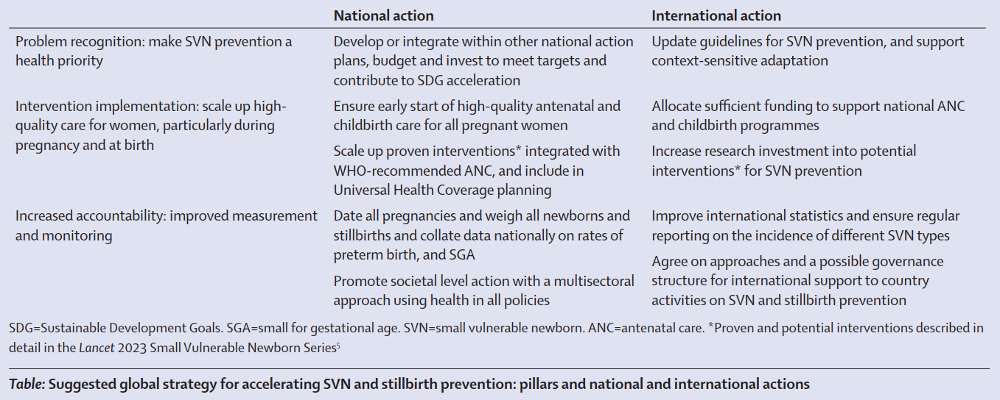 National action
International action
Problem recognition: make SVN prevention a
health priority
Develop or integrate within other national action
plans, budget and invest to meet targets and
contribute to SDG acceleration
Update guidelines for SVN prevention, and support
context-sensitive adaptation
Intervention implementation: scale up high-
quality care for women, particularly during
pregnancy and at birth
Ensure early start of high-quality antenatal and
childbirth care for all pregnant women
Scale up proven interventions* integrated with
WHO-recommended ANC, and include in
Universal Health Coverage planning
Allocate sufficient funding to support national ANC
and childbirth programmes
Increase research investment into potential
interventions* for SVN prevention
Increased accountability: improved measurement
and monitoring
Date all pregnancies and weigh all newborns and
stillbirths and collate data nationally on rates of
preterm birth, and SGA
Promote societal level action with a multisectoral
approach using health in all policies
Improve international statistics and ensure regular
reporting on the incidence of different SVN types
Agree on approaches and a possible governance
structure for international support to country
activities on SVN and stillbirth prevention
SDG=Sustainable Development Goals. SGA=small for gestational age. SVN=small vulnerable newborn. ANC=antenatal care. *Proven and potential interventions described in
detail in the Lancet 2023 Small Vulnerable Newborn Series⁵
Table: Suggested global strategy for accelerating SVN and stillbirth prevention: pillars and national and international actions